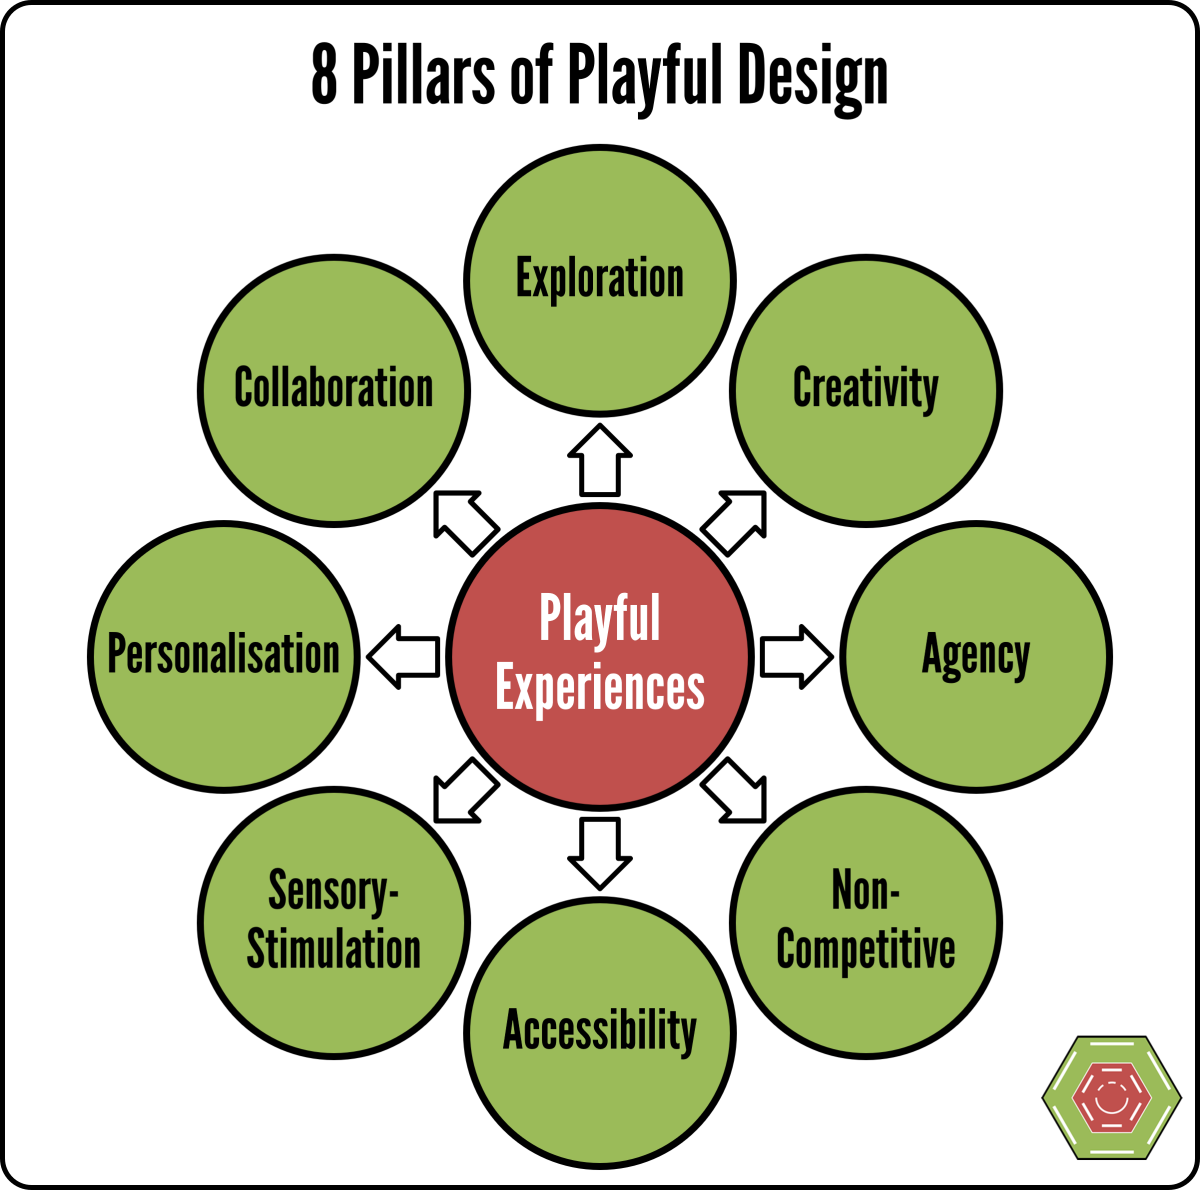 8 Pillars of Playful Design
Exploration
Collaboration
Creativity
Personalisation
Playful
Experiences
Agency
Sensory-
Stimulation
Non-
Competitive
Accessibility